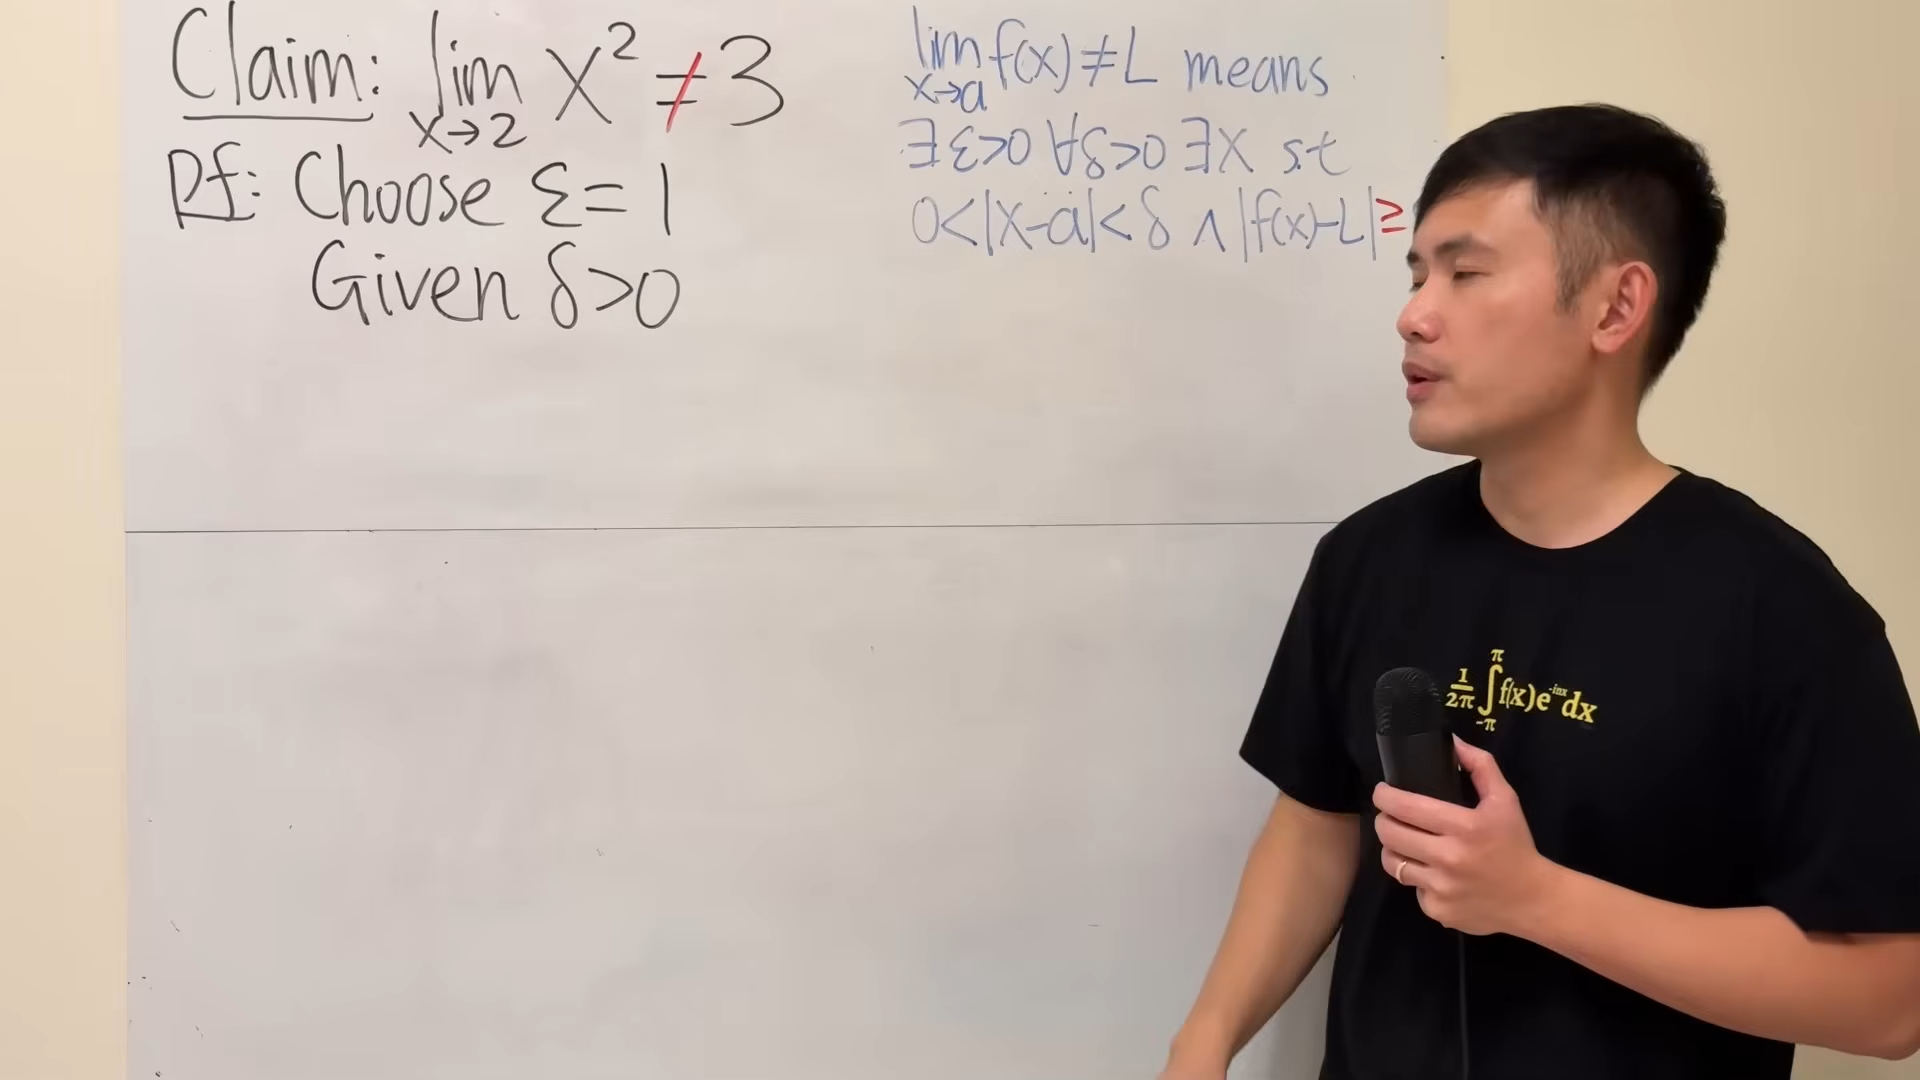 Claim: lim x→2 x² ≠ 3
Pf: Choose ε = 1
Given δ>0
lim x→a f(x) ≠ L means
∃ ε>0 ∀δ>0 ∃x s.t
0<|x-a|<δ ∧ |f(x)-L| ≥
1/2π ∫_{-π}^{π} f(x)e^{-inx}dx